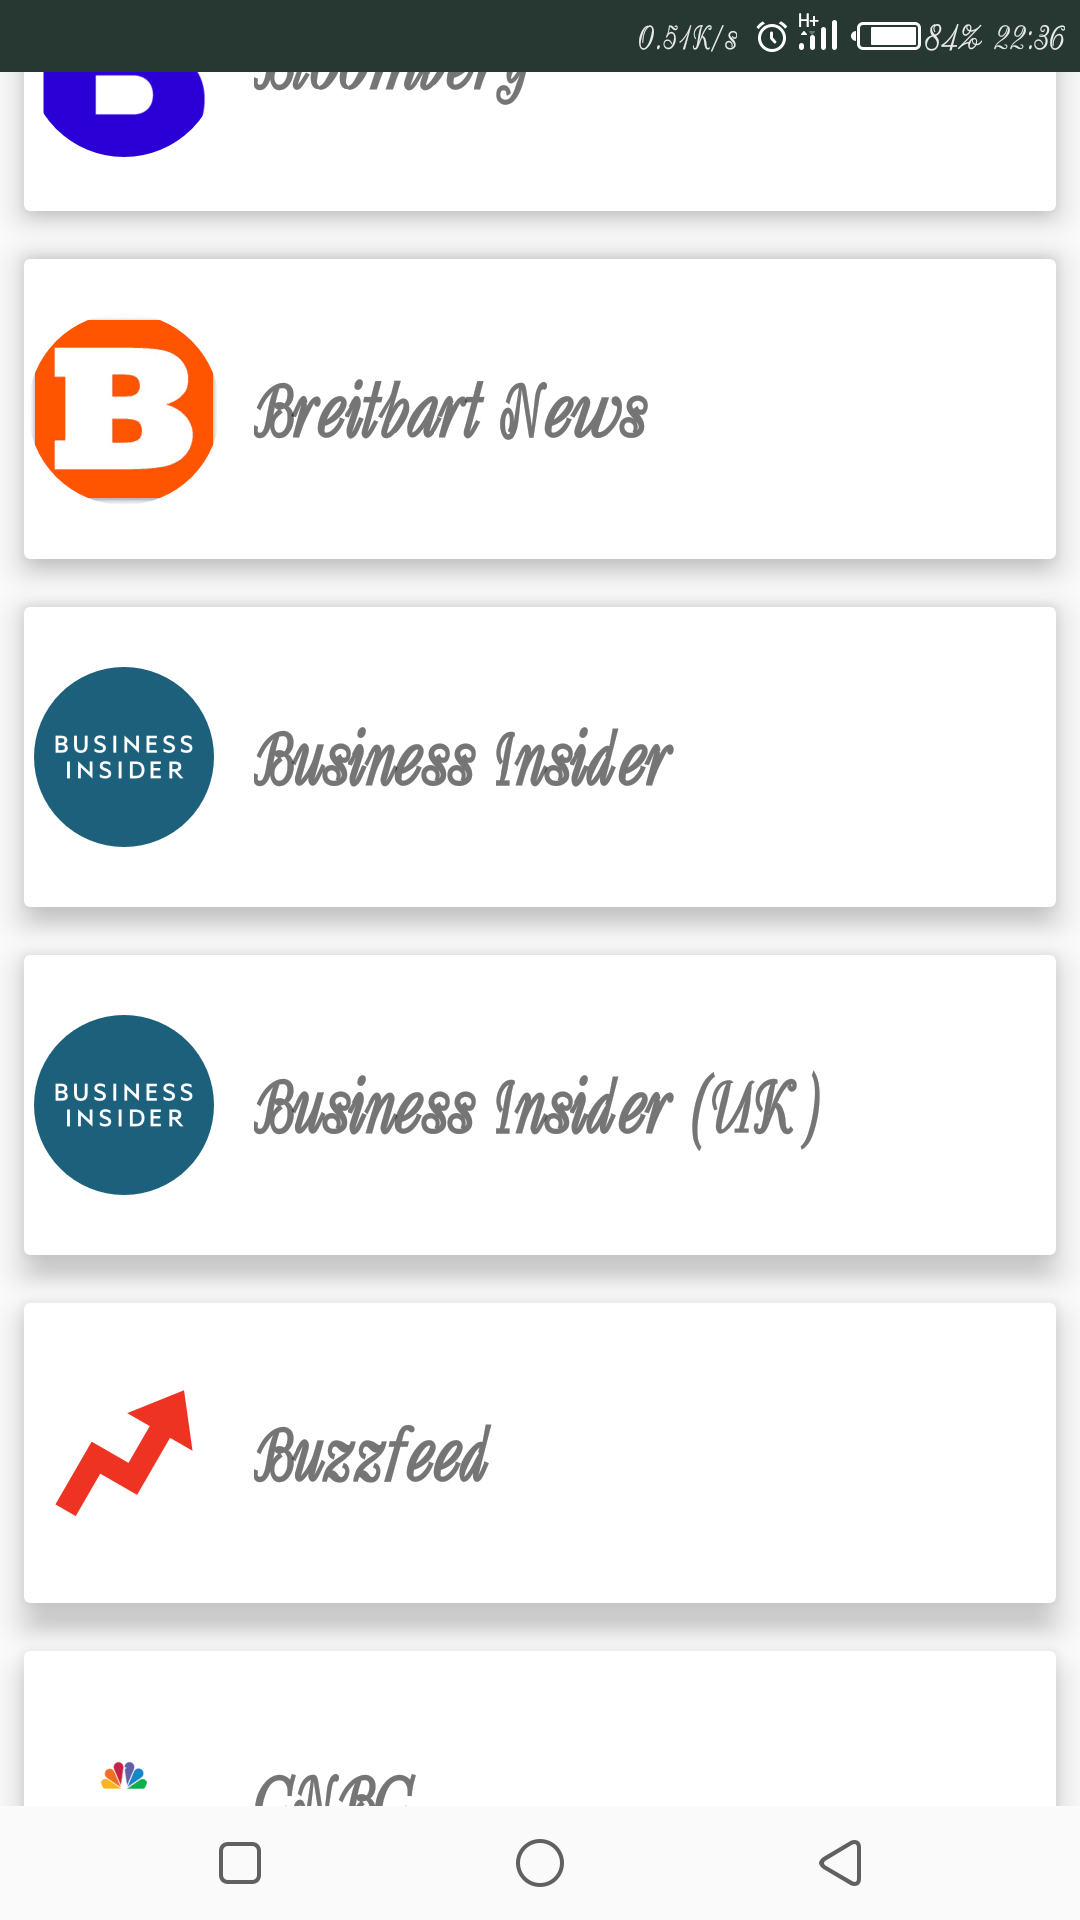 0.51K/s H+ 84% 22:36
B Bloomberg
B Breitbart News
BUSINESS
INSIDER
Business Insider
BUSINESS
INSIDER
Business Insider (UK)
Buzzfeed
CNBC